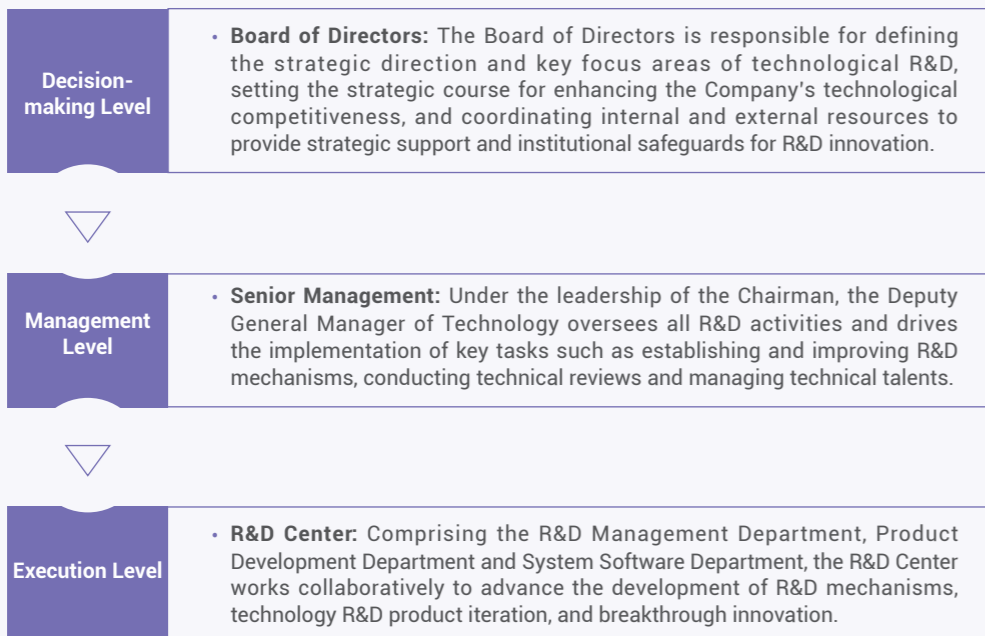 Decision-
making Level
• Board of Directors: The Board of Directors is responsible for defining
the strategic direction and key focus areas of technological R&D,
setting the strategic course for enhancing the Company's technological
competitiveness, and coordinating internal and external resources to
provide strategic support and institutional safeguards for R&D innovation.
Management
Level
• Senior Management: Under the leadership of the Chairman, the Deputy
General Manager of Technology oversees all R&D activities and drives
the implementation of key tasks such as establishing and improving R&D
mechanisms, conducting technical reviews and managing technical talents.
Execution Level
• R&D Center: Comprising the R&D Management Department, Product
Development Department and System Software Department, the R&D Center
works collaboratively to advance the development of R&D mechanisms,
technology R&D product iteration, and breakthrough innovation.